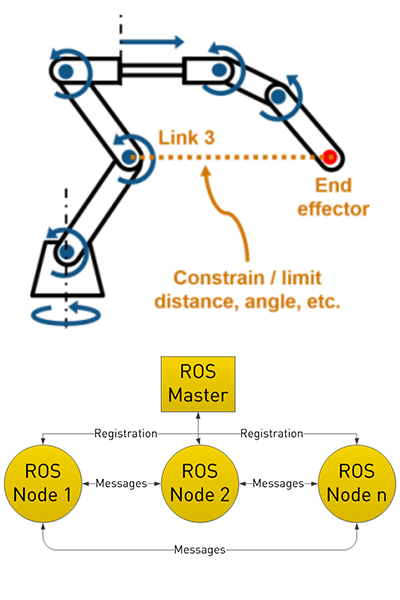 Link 3
End
effector
Constrain / limit
distance, angle, etc.
ROS
Master
Registration
Registration
ROS
Node 1
Messages
ROS
Node 2
Messages
ROS
Node n
Messages